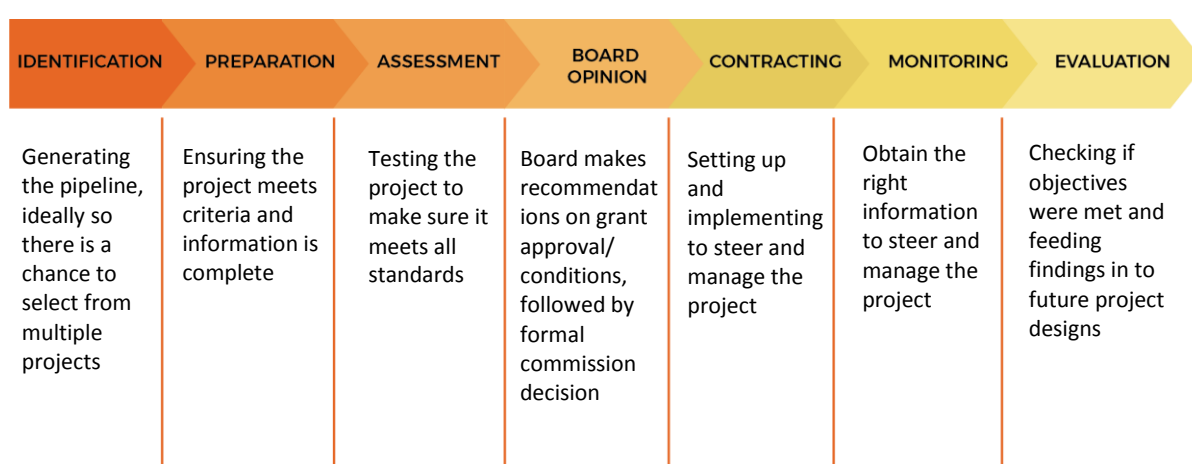 IDENTIFICATION
PREPARATION
ASSESSMENT
BOARD
OPINION
CONTRACTING
MONITORING
EVALUATION
Generating
the pipeline,
ideally so
there is a
chance to
select from
multiple
projects
Ensuring the
project meets
criteria and
information is
complete
Testing the
project to
make sure it
meets all
standards
Board makes
recommendat
ions on grant
approval/
conditions,
followed by
formal
commission
decision
Setting up
and
implementing
to steer and
manage the
project
Obtain the
right
information
to steer and
manage the
project
Checking if
objectives
were met and
feeding
findings in to
future project
designs